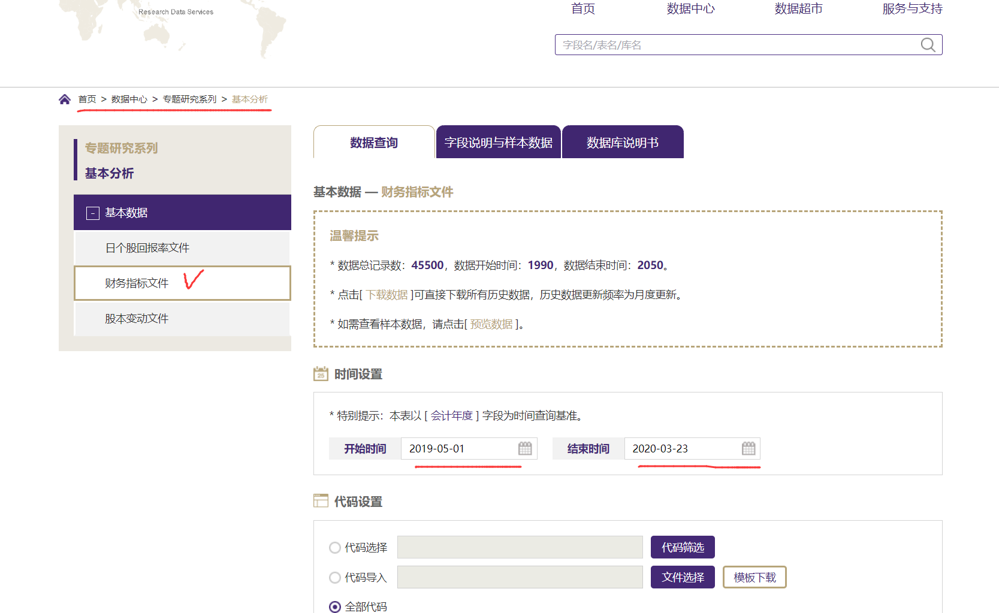 Research Data Services
首页 数据中心 数据超市 服务与支持
字段名/表名/库名
首页 > 数据中心 > 专题研究系列 > 基本分析
专题研究系列
基本分析
- 基本数据
日个股回报率文件
财务指标文件
股本变动文件
数据查询 字段说明与样本数据 数据库说明书
基本数据 — 财务指标文件
温馨提示
* 数据总记录数：45500，数据开始时间：1990，数据结束时间：2050。
* 点击[ 下载数据 ]可直接下载所有历史数据，历史数据更新频率为月度更新。
* 如需查看样本数据，请点击[ 预览数据 ]。
25 时间设置
* 特别提示：本表以 [ 会计年度 ] 字段为时间查询基准。
开始时间 2019-05-01 结束时间 2020-03-23
代码设置
代码选择 代码筛选
代码导入 文件选择 模板下载
全部代码